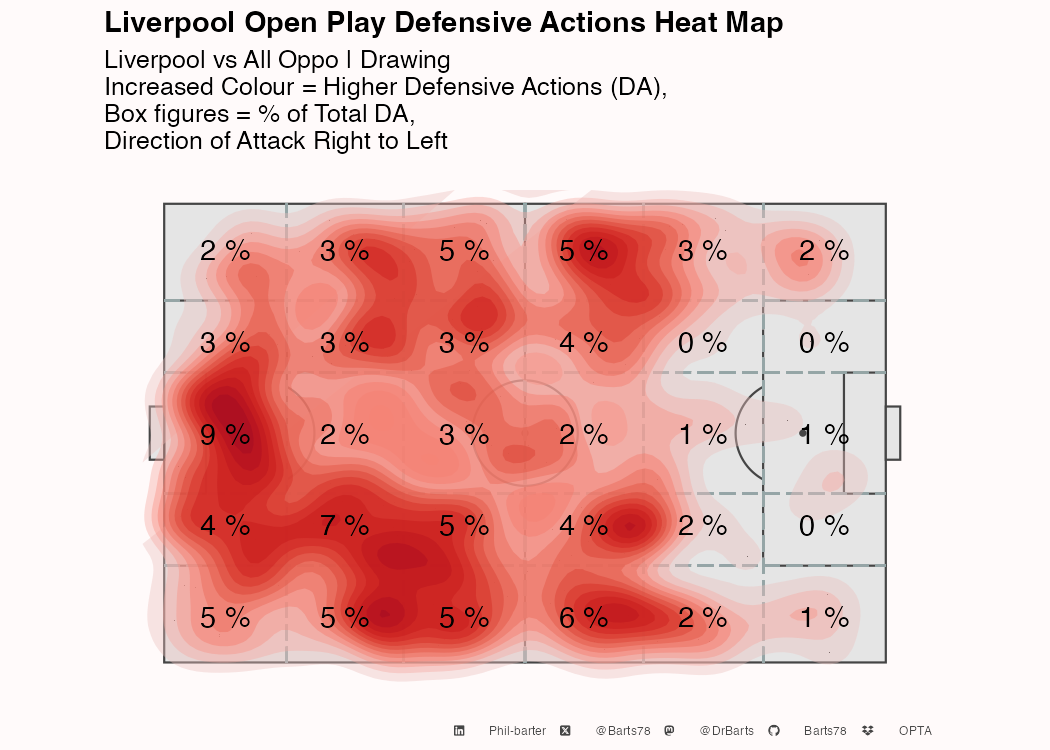 Liverpool Open Play Defensive Actions Heat Map
Liverpool vs All Oppo | Drawing
Increased Colour = Higher Defensive Actions (DA),
Box figures = % of Total DA,
Direction of Attack Right to Left
2 % 3 % 5 % 5 % 3 % 2 %
3 % 3 % 3 % 4 % 0 % 0 %
9 % 2 % 3 % 2 % 1 % 1 %
4 % 7 % 5 % 4 % 2 % 0 %
5 % 5 % 5 % 6 % 2 % 1 %
Phil-barter @Barts78 @DrBarts Barts78 OPTA